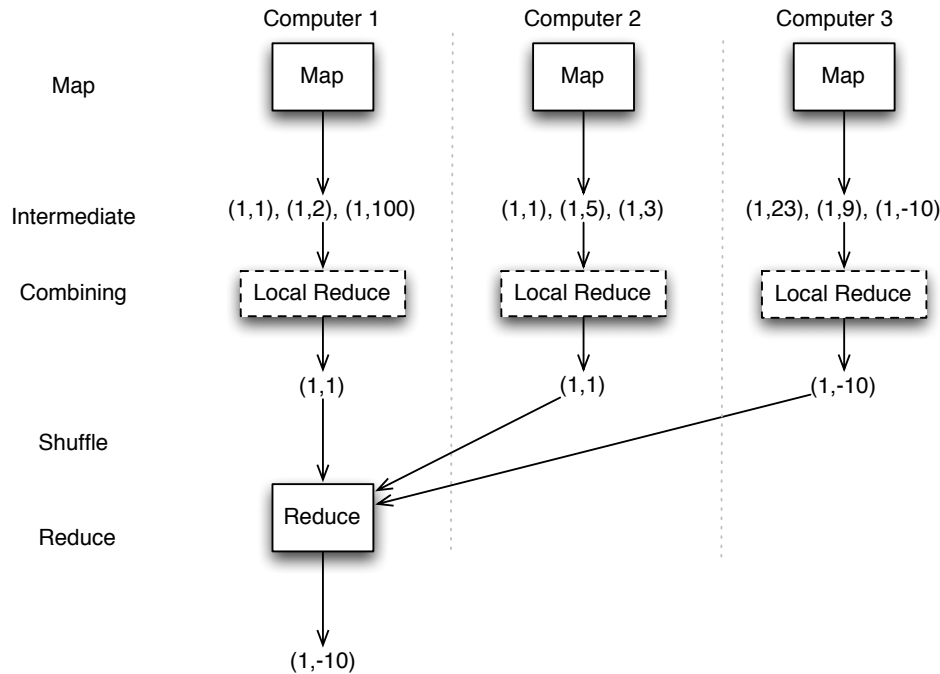 Computer 1
Computer 2
Computer 3
Map
Map
Map
Map
Intermediate
(1,1), (1,2), (1,100)
(1,1), (1,5), (1,3)
(1,23), (1,9), (1,-10)
Combining
Local Reduce
Local Reduce
Local Reduce
(1,1)
(1,1)
(1,-10)
Shuffle
Reduce
Reduce
(1,-10)